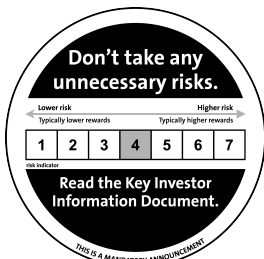 Don’t take any
unnecessary risks.
Lower risk Higher risk
Typically lower rewards Typically higher rewards
1 2 3 4 5 6 7
risk indicator
Read the Key Investor
Information Document.
THIS IS A MANDATORY ANNOUNCEMENT